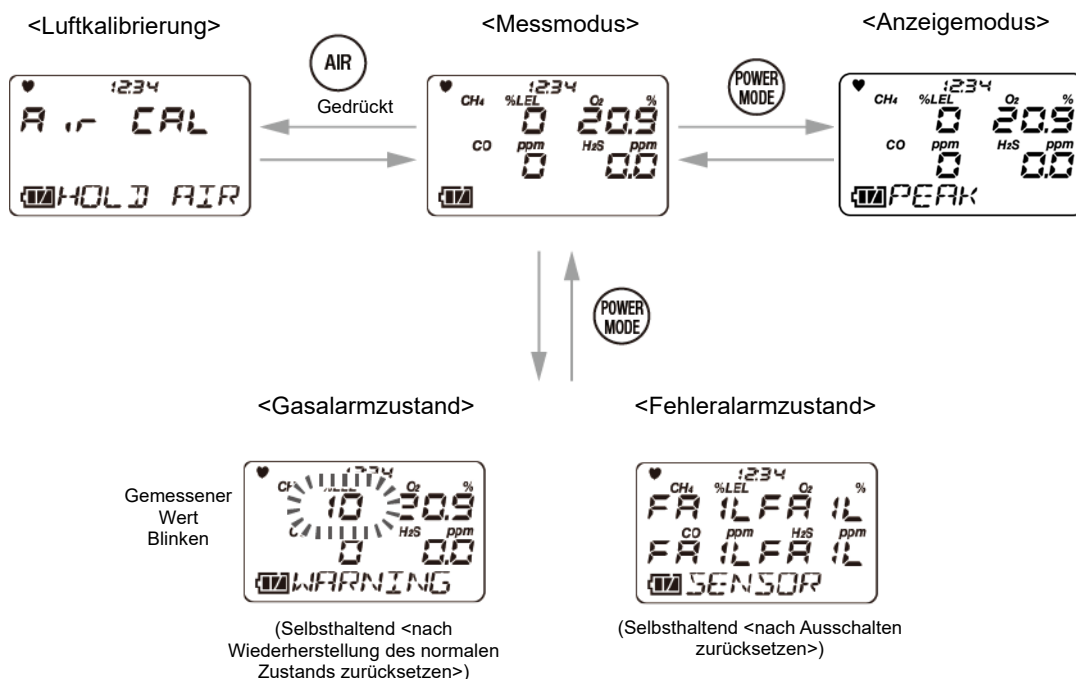 <Luftkalibrierung>
<Messmodus>
<Anzeigemodus>
AIR
Gedrückt
POWER
MODE
12:34
Air CAL
HOLD AIR
12:34
CH4 %LEL O2 %
0 20.9
CO ppm H2S ppm
0 0.0
12:34
CH4 %LEL O2 %
0 20.9
CO ppm H2S ppm
0 0.0
PEAK
POWER
MODE
<Gasalarmzustand>
<Fehleralarmzustand>
Gemessener
Wert
Blinken
O2 %
10 20.9
H2S ppm
0 0.0
WARNING
(Selbsthaltend <nach
Wiederherstellung des normalen
Zustands zurücksetzen>)
12:34
CH4 %LEL O2 %
FAIL FAIL
CO ppm H2S ppm
FAIL FAIL
SENSOR
(Selbsthaltend <nach Ausschalten
zurücksetzen>)